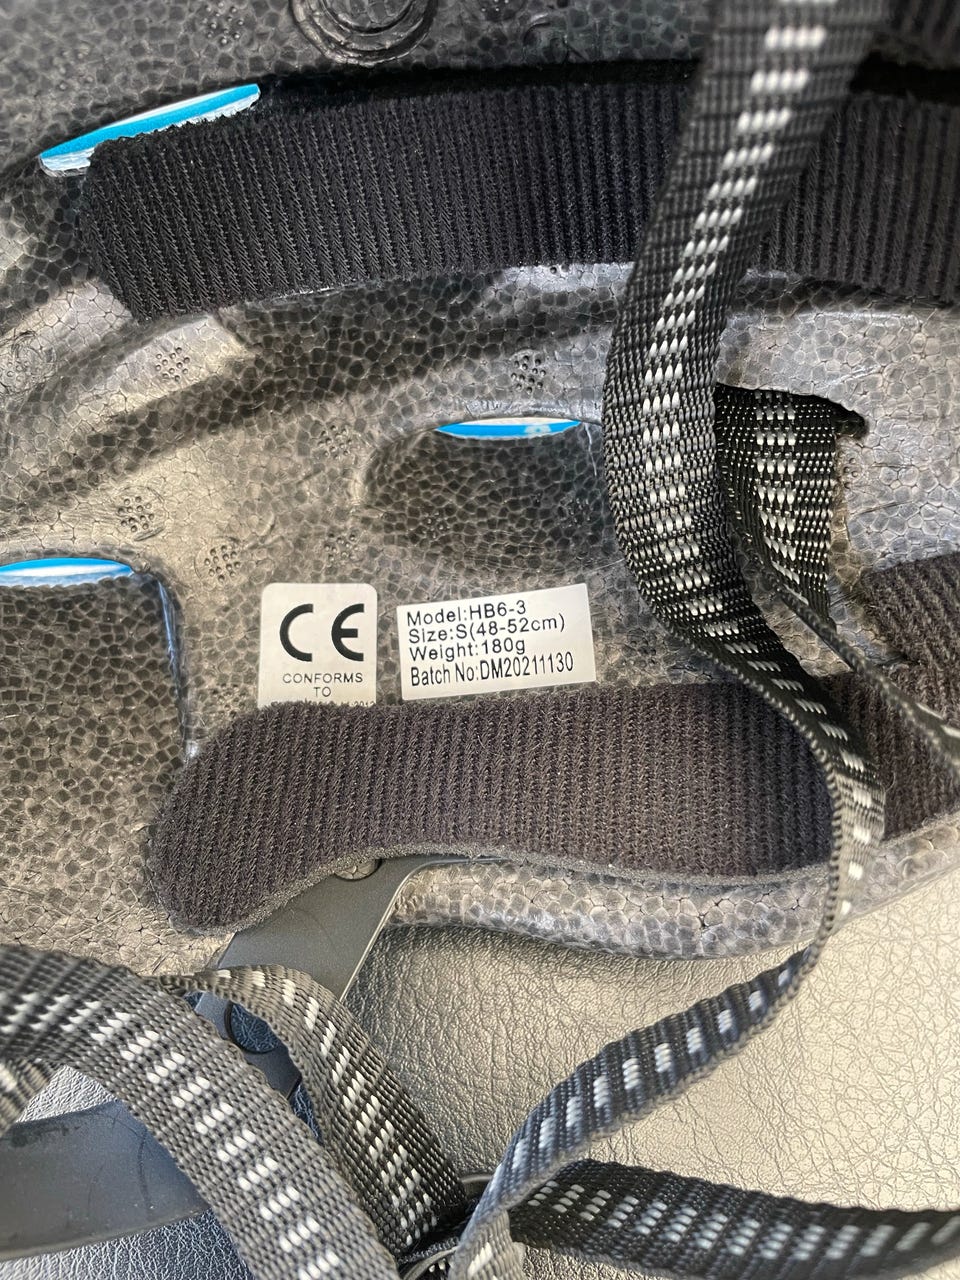 CE
CONFORMS
TO
Model:HB6-3
Size:S(48-52cm)
Weight:180g
Batch No:DM20211130